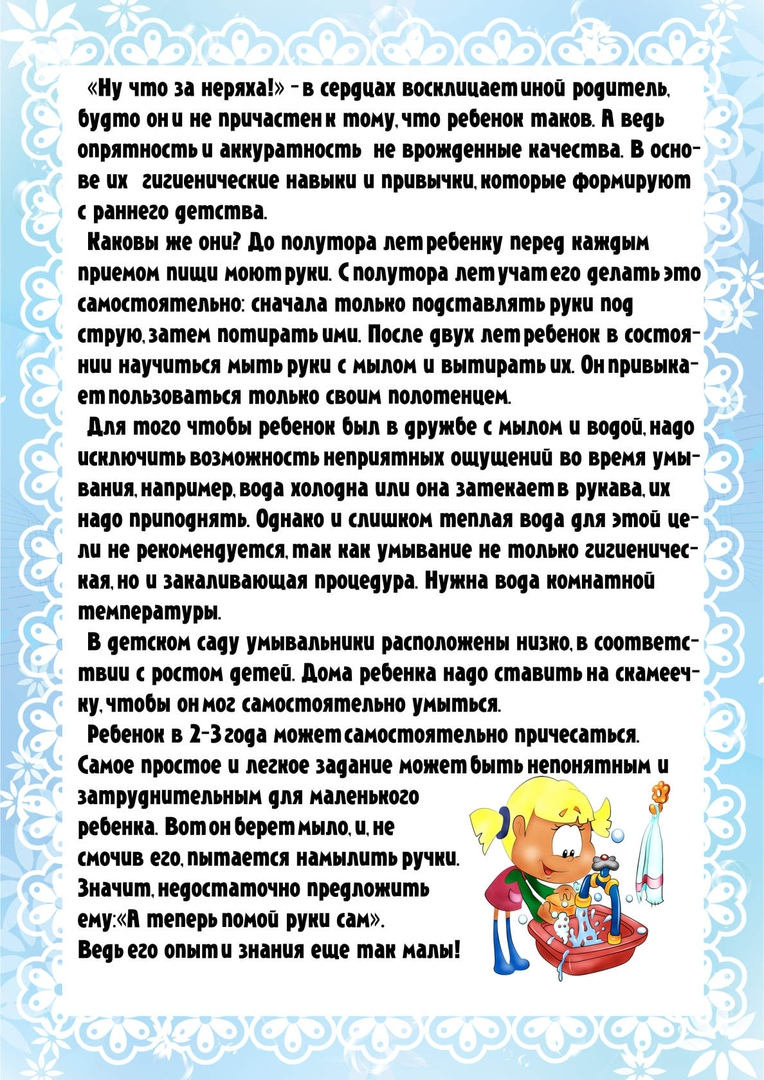 «Ну что за неряха!» - в сердцах восклицает иной родитель,
будто он и не причастен к тому, что ребенок таков. А ведь
опрятность и аккуратность не врожденные качества. В осно-
ве их гигиенические навыки и привычки, которые формируют
с раннего детства.
Каковы же они? До полутора лет ребенку перед каждым
приемом пищи моют руки. С полутора лет учат его делать это
самостоятельно: сначала только подставлять руки под
струю, затем потирать ими. После двух лет ребенок в состоя-
нии научиться мыть руки с мылом и вытирать их. Он привыка-
ет пользоваться только своим полотенцем.
Для того чтобы ребенок был в дружбе с мылом и водой, надо
исключить возможность неприятных ощущений во время умы-
вания, например, вода холодна или она затекает в рукава, их
надо приподнять. Однако и слишком теплая вода для этой це-
ли не рекомендуется, так как умывание не только гигиеничес-
кая, но и закаливающая процедура. Нужна вода комнатной
температуры.
В детском саду умывальники расположены низко, в соответс-
твии с ростом детей. Дома ребенка надо ставить на скамееч-
ку, чтобы он мог самостоятельно умыться.
Ребенок в 2-3 года может самостоятельно причесаться.
Самое простое и легкое задание может быть непонятным и
затруднительным для маленького
ребенка. Вот он берет мыло, и, не
смочив его, пытается намылить ручки.
Значит, недостаточно предложить
ему:«А теперь помой руки сам».
Ведь его опыт и знания еще так малы!